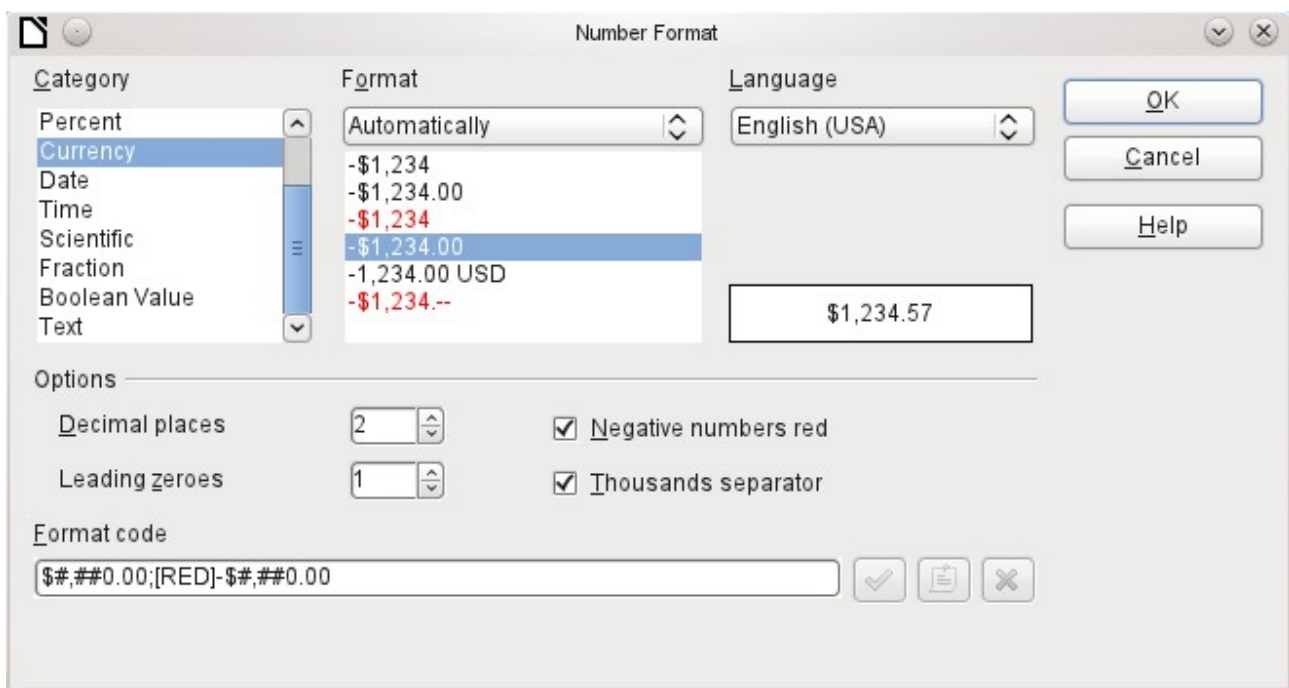 Number Format
Category
Percent
Currency
Date
Time
Scientific
Fraction
Boolean Value
Text
Format
Automatically
-$1,234
-$1,234.00
-$1,234
-$1,234.00
-1,234.00 USD
-$1,234.--
Language
English (USA)
$1,234.57
OK
Cancel
Help
Options
Decimal places 2
Negative numbers red
Leading zeroes 1
Thousands separator
Format code
$#,##0.00;[RED]-$#,##0.00